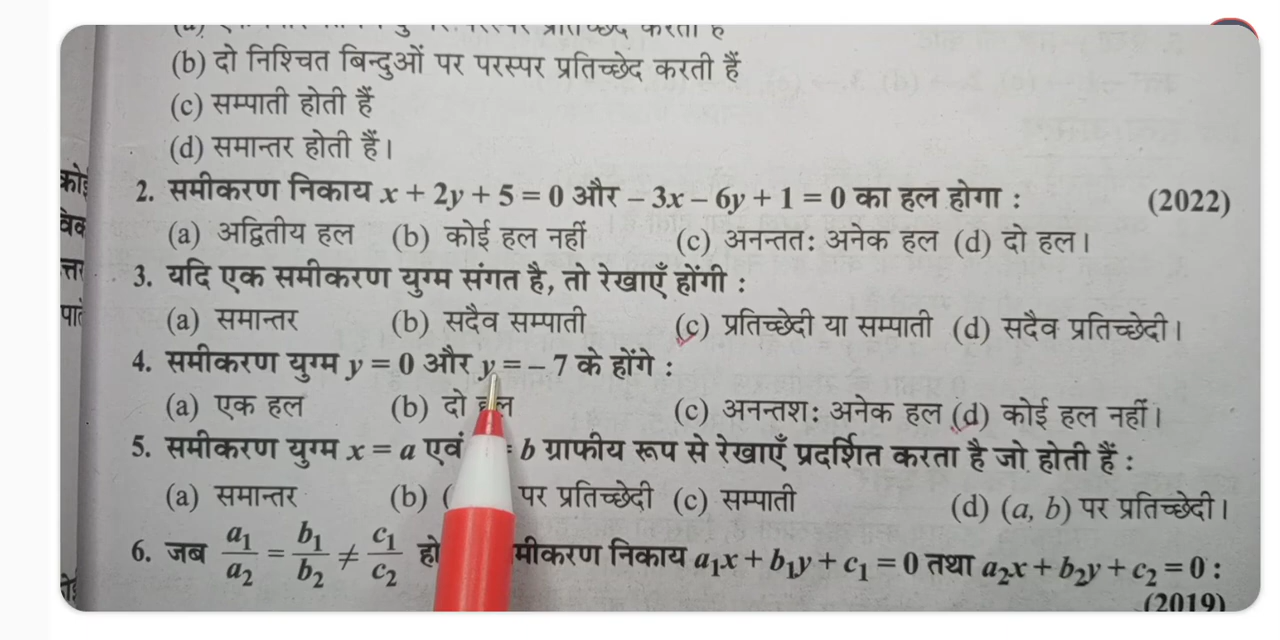 (b) दो निश्चित बिन्दुओं पर परस्पर प्रतिच्छेद करती हैं
(c) सम्पाती होती हैं
(d) समान्तर होती हैं।
2. समीकरण निकाय x + 2y + 5 = 0 और – 3x – 6y + 1 = 0 का हल होगा : (2022)
(a) अद्वितीय हल (b) कोई हल नहीं (c) अनन्ततः अनेक हल (d) दो हल।
3. यदि एक समीकरण युग्म संगत है, तो रेखाएँ होंगी :
(a) समान्तर (b) सदैव सम्पाती (c) प्रतिच्छेदी या सम्पाती (d) सदैव प्रतिच्छेदी।
4. समीकरण युग्म y = 0 और y = – 7 के होंगे :
(a) एक हल (b) दो हल (c) अनन्तशः अनेक हल (d) कोई हल नहीं।
5. समीकरण युग्म x = a एवं = b ग्राफीय रूप से रेखाएँ प्रदर्शित करता है जो होती हैं :
(a) समान्तर (b) ( पर प्रतिच्छेदी (c) सम्पाती (d) (a, b) पर प्रतिच्छेदी।
6. जब a₁/a₂ = b₁/b₂ ≠ c₁/c₂ हो मीकरण निकाय a₁x + b₁y + c₁ = 0 तथा a₂x + b₂y + c₂ = 0 :
(2019)